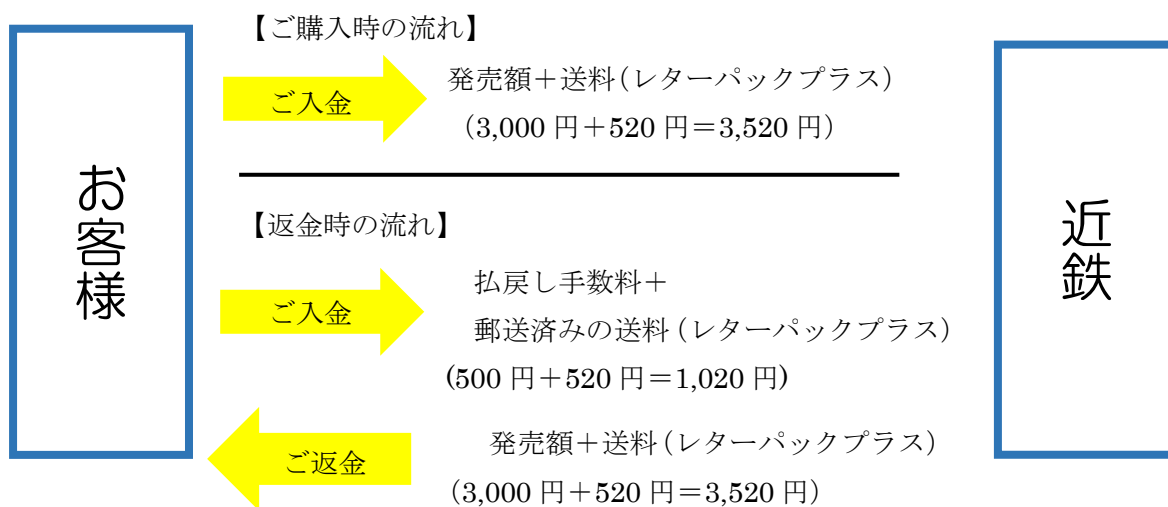 お客様
【ご購入時の流れ】
ご入金
発売額＋送料（レターパックプラス）
（3,000 円＋520 円＝3,520 円）
【返金時の流れ】
ご入金
払戻し手数料＋
郵送済みの送料（レターパックプラス）
(500 円＋520 円＝1,020 円)
ご返金
発売額＋送料（レターパックプラス）
（3,000 円＋520 円＝3,520 円）
近鉄